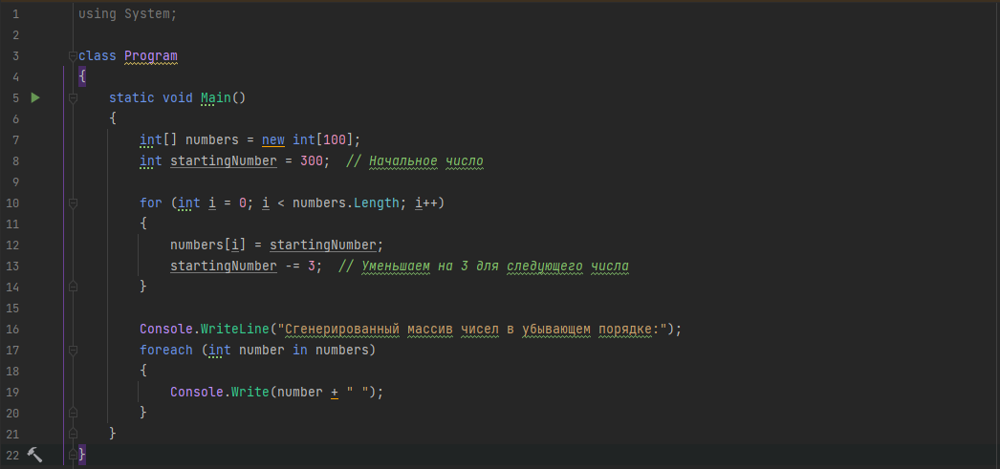 1 using System;
2
3 class Program
4 {
5     static void Main()
6     {
7         int[] numbers = new int[100];
8         int startingNumber = 300;  // Начальное число
9
10         for (int i = 0; i < numbers.Length; i++)
11         {
12             numbers[i] = startingNumber;
13             startingNumber -= 3;  // Уменьшаем на 3 для следующего числа
14         }
15
16         Console.WriteLine("Сгенерированный массив чисел в убывающем порядке:");
17         foreach (int number in numbers)
18         {
19             Console.Write(number + " ");
20         }
21     }
22 }